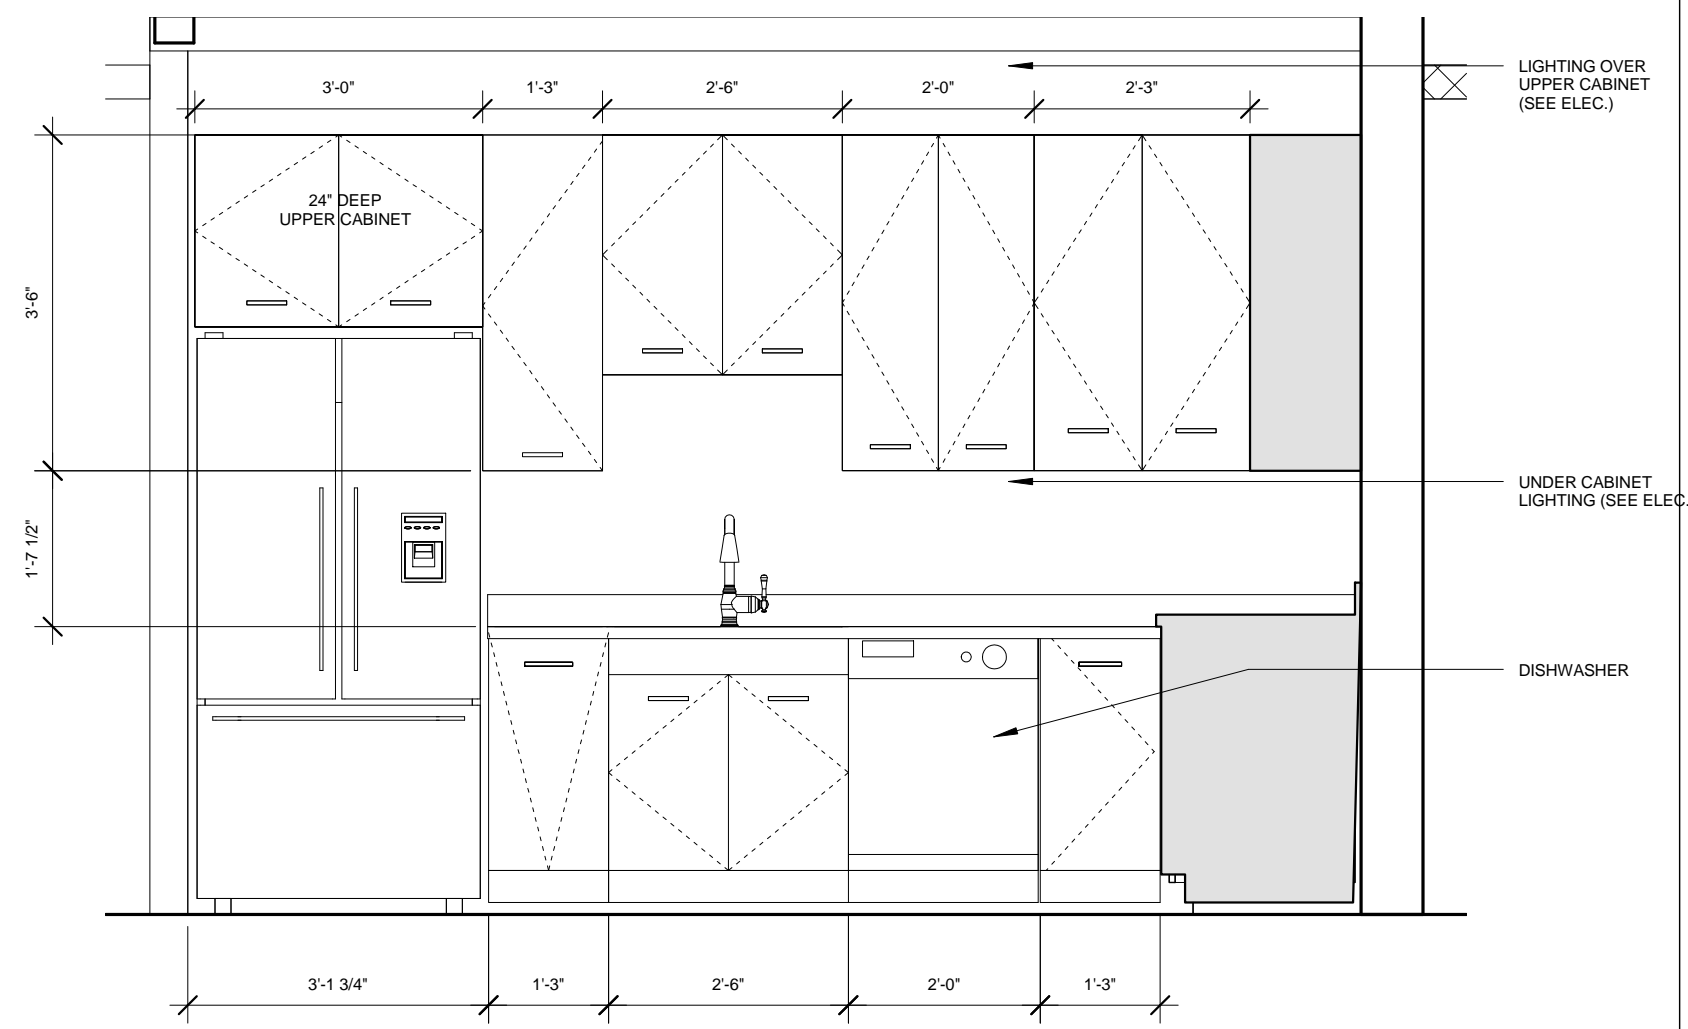 LIGHTING OVER
UPPER CABINET
(SEE ELEC.)
3'-0"
1'-3"
2'-6"
2'-0"
2'-3"
24" DEEP
UPPER CABINET
3'-6"
UNDER CABINET
LIGHTING (SEE ELEC.
1'-7 1/2"
DISHWASHER
3'-1 3/4"
1'-3"
2'-6"
2'-0"
1'-3"